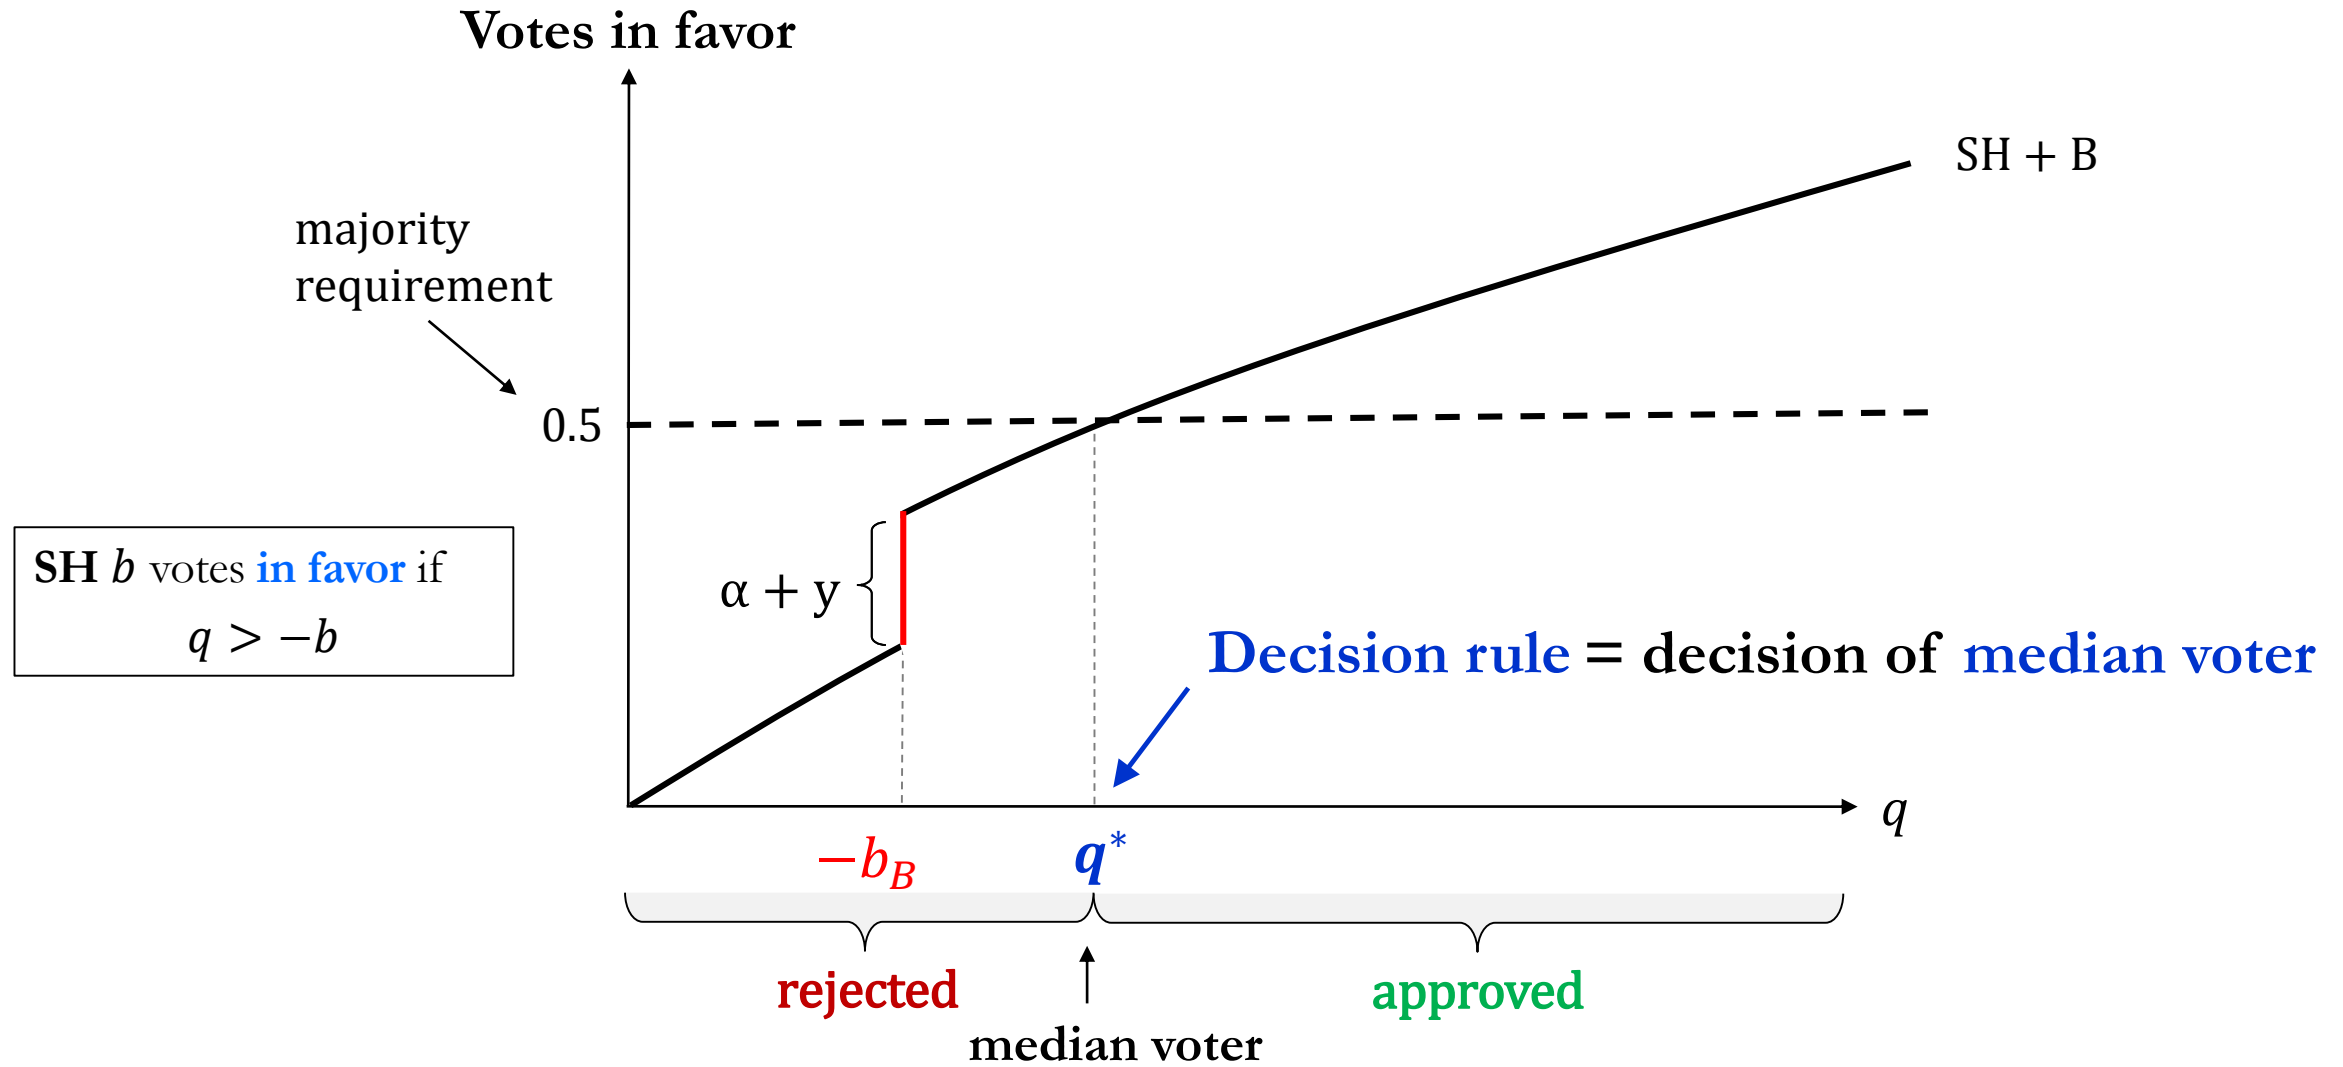 Votes in favor
SH + B
majority
requirement
0.5
SH b votes in favor if
q > −b
α + y
Decision rule = decision of median voter
q
−b_B
q*
rejected
approved
median voter